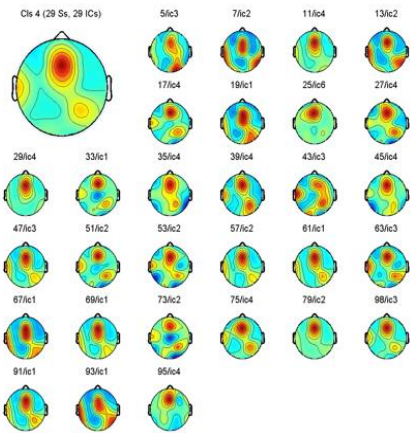 Cls 4 (29 Ss, 29 ICs) 5/ic3 7/ic2 11/ic4 13/ic2
17/ic4 19/ic1 25/ic6 27/ic4
29/ic4 33/ic1 35/ic4 39/ic4 43/ic3 45/ic4
47/ic3 51/ic2 53/ic2 57/ic2 61/ic1 63/ic3
67/ic1 69/ic1 73/ic2 75/ic4 79/ic2 98/ic3
91/ic1 93/ic1 95/ic4